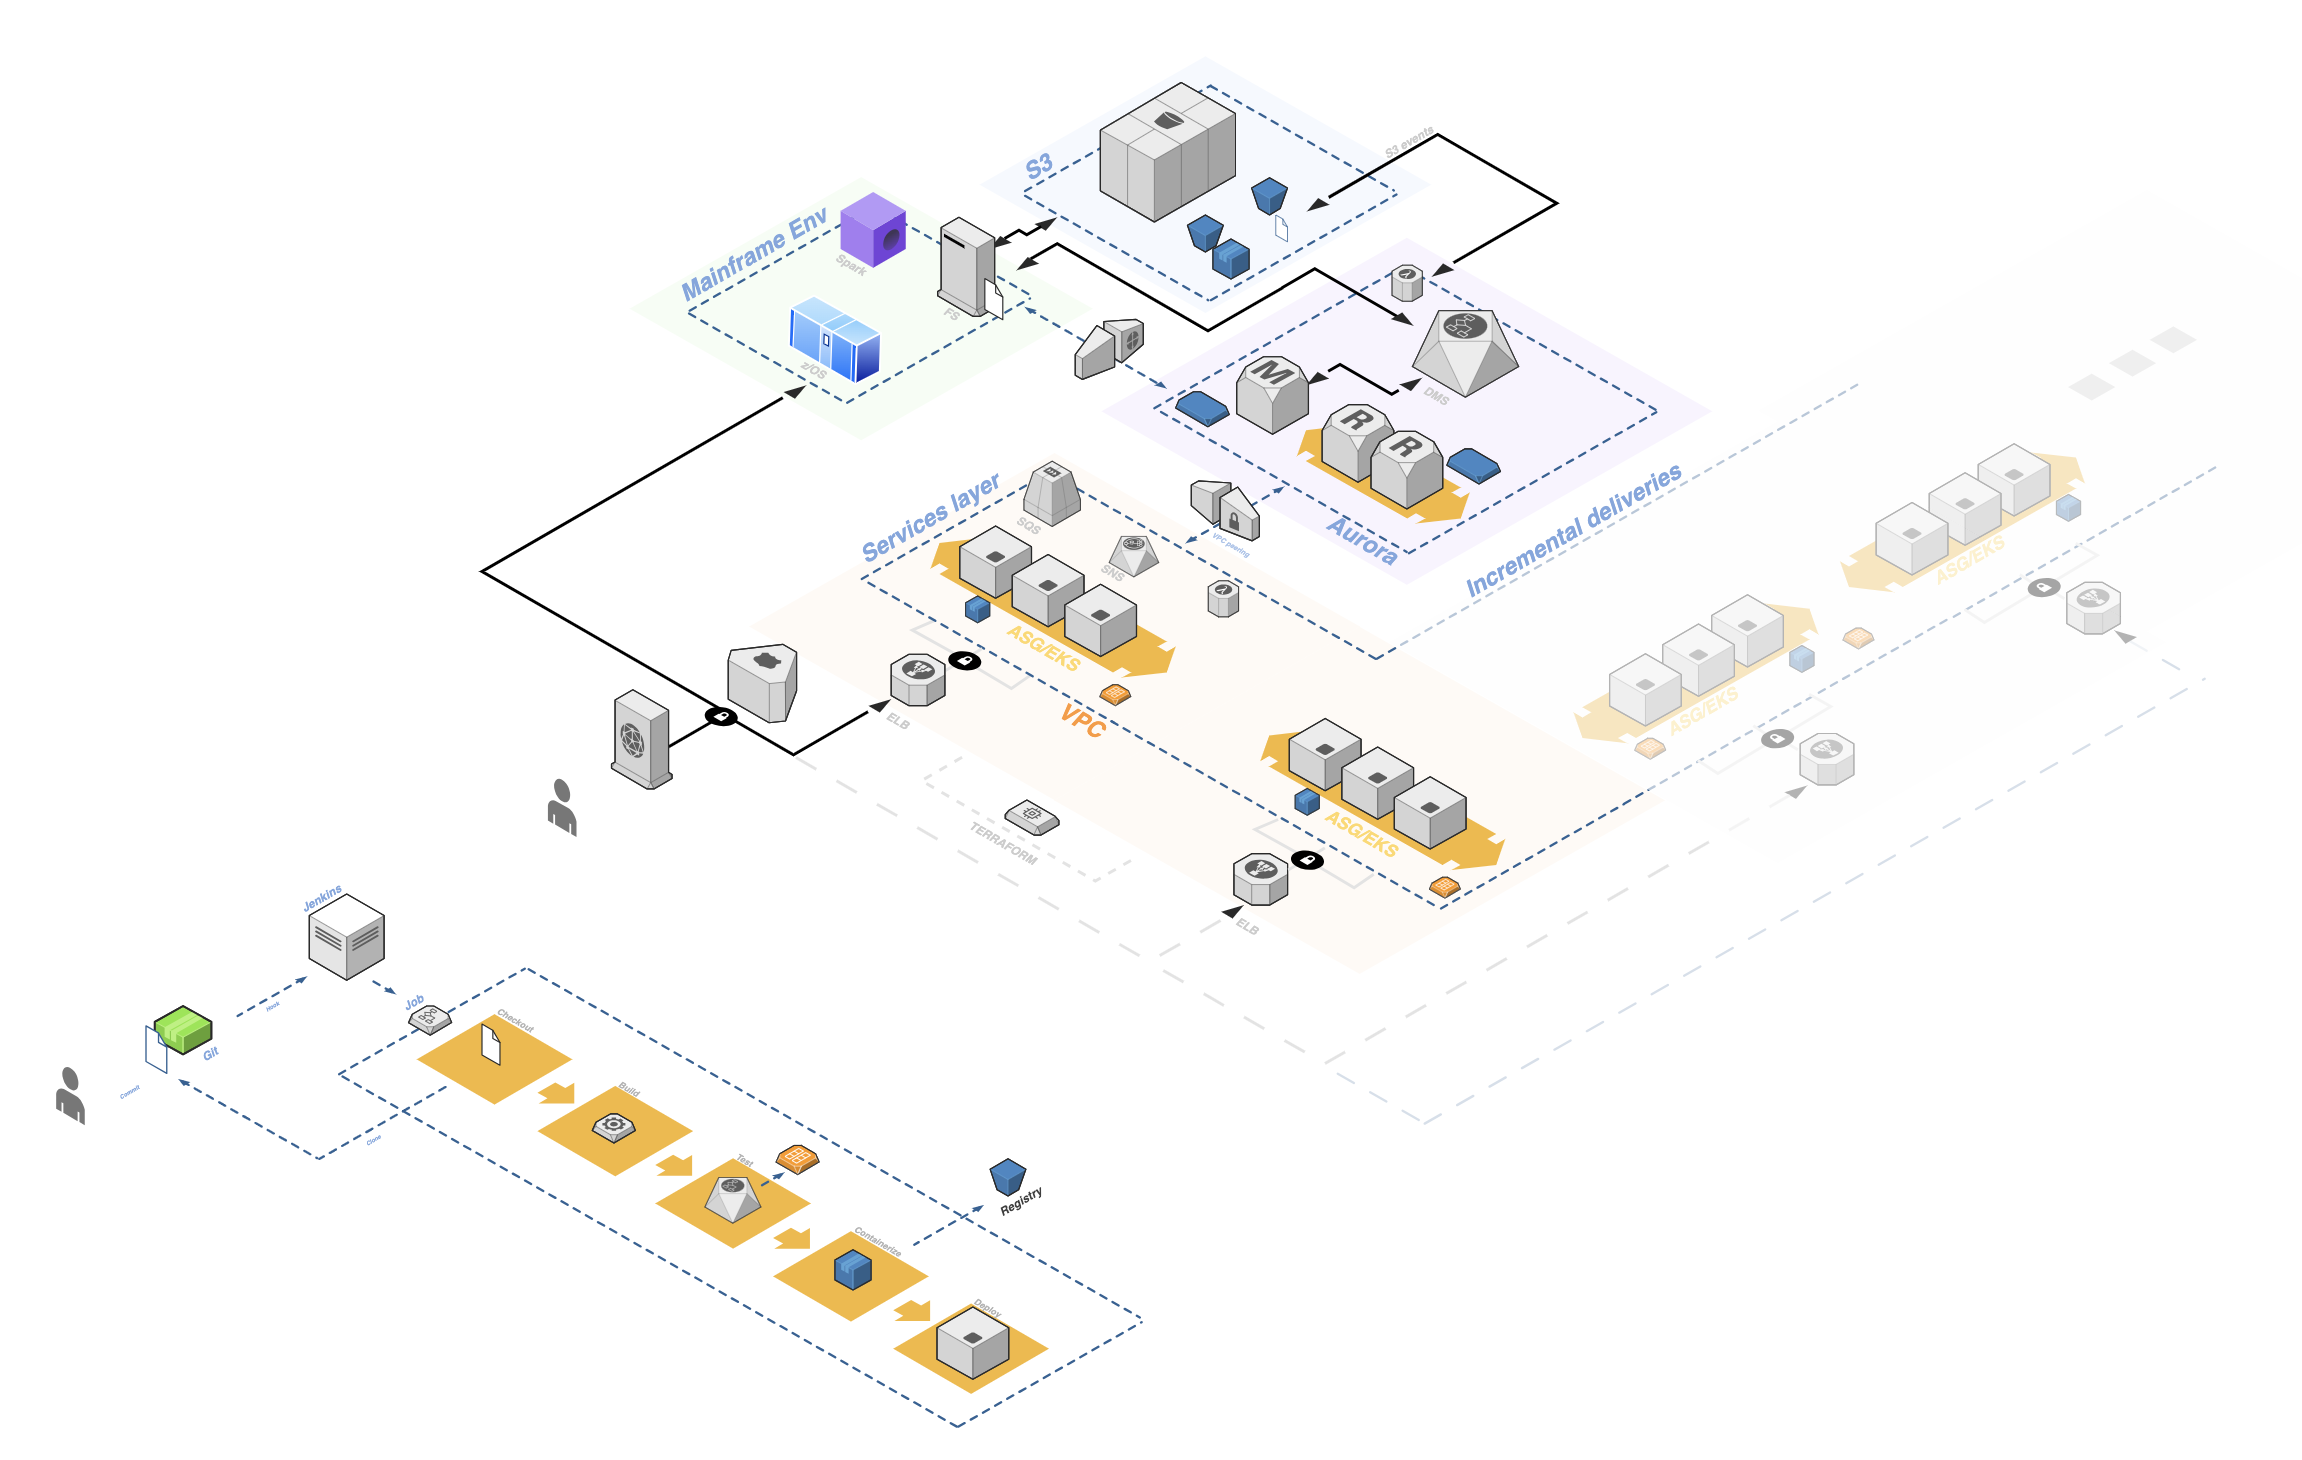 S3 events
S3
Mainframe Env
Spark
FS
z/OS
M
R
R
DMS
Aurora
Services layer
SQS
SNS
VPC peering
Incremental deliveries
ASG/EKS
ASG/EKS
ASG/EKS
ASG/EKS
ELB
VPC
TERRAFORM
ELB
Jenkins
Hook
Job
Git
Commit
Clone
Checkout
Build
Test
Containerize
Registry
Deploy